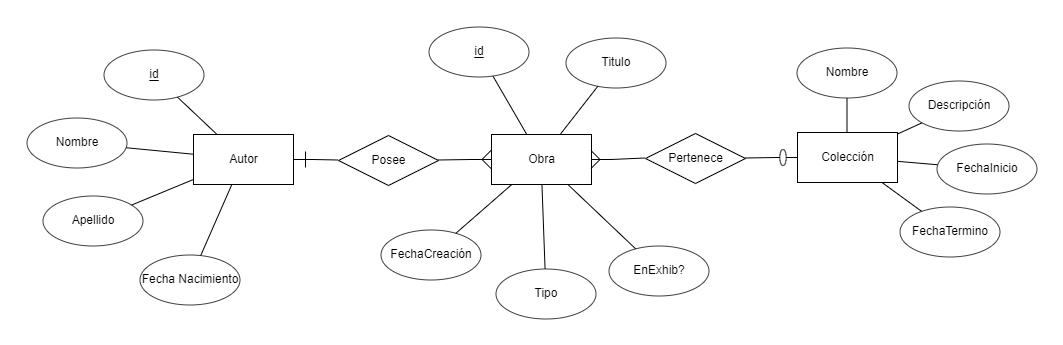 id
Titulo
id
Nombre
Descripción
Nombre
Autor
Posee
Obra
Pertenece
Colección
FechaInicio
Apellido
FechaTermino
FechaCreación
EnExhib?
Fecha Nacimiento
Tipo